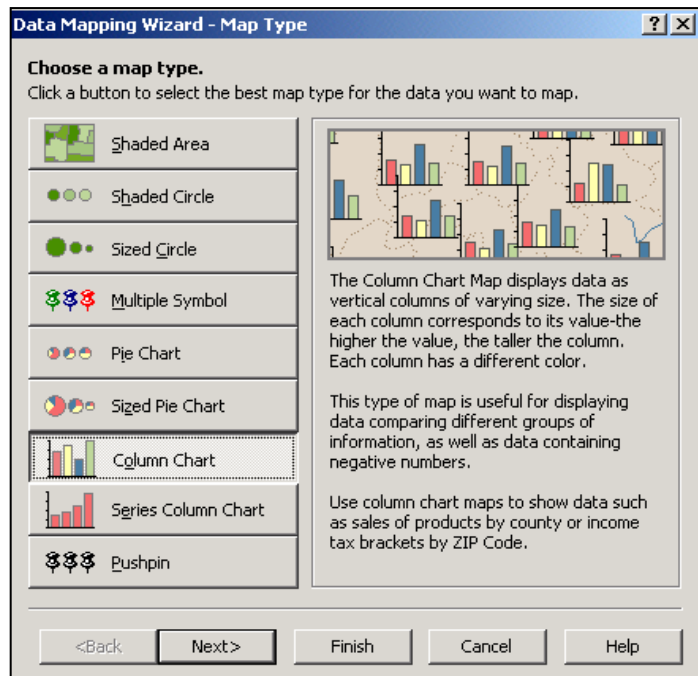 Data Mapping Wizard - Map Type
Choose a map type.
Click a button to select the best map type for the data you want to map.
Shaded Area
Shaded Circle
Sized Circle
Multiple Symbol
Pie Chart
Sized Pie Chart
Column Chart
Series Column Chart
Pushpin
The Column Chart Map displays data as
vertical columns of varying size. The size of
each column corresponds to its value-the
higher the value, the taller the column.
Each column has a different color.
This type of map is useful for displaying
data comparing different groups of
information, as well as data containing
negative numbers.
Use column chart maps to show data such
as sales of products by county or income
tax brackets by ZIP Code.
<Back Next> Finish Cancel Help